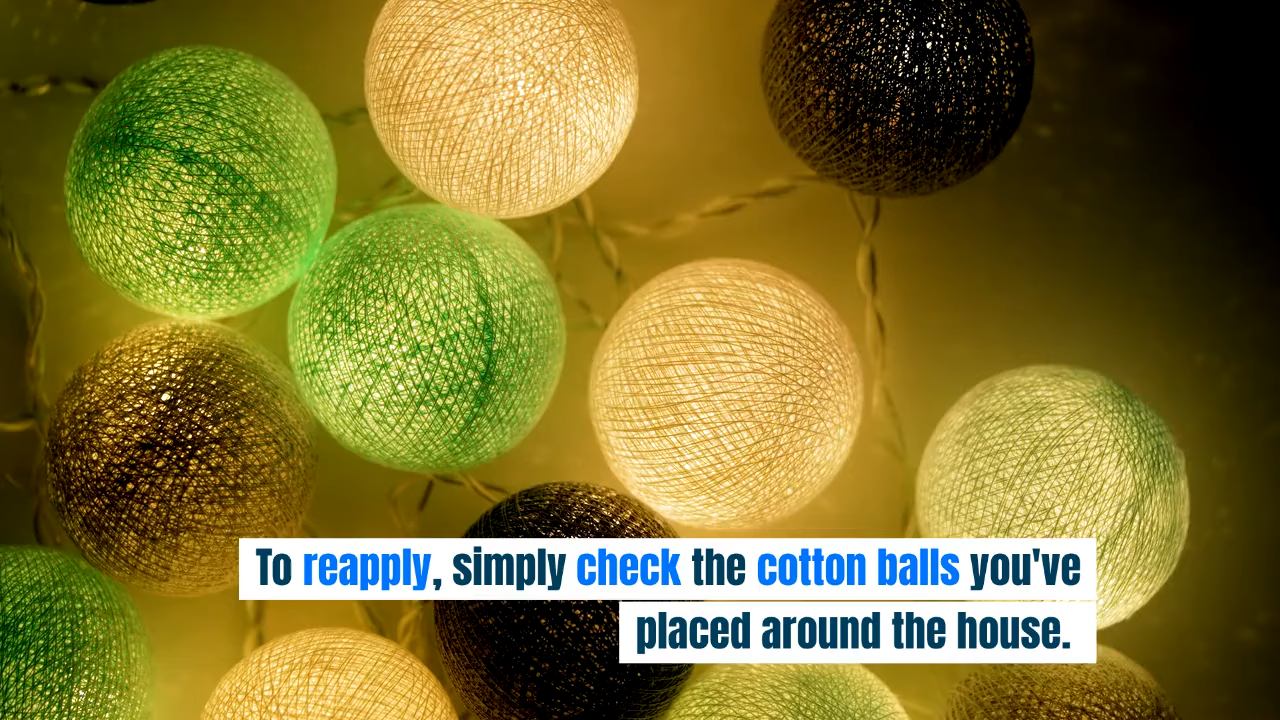 To reapply, simply check the cotton balls you've
placed around the house.